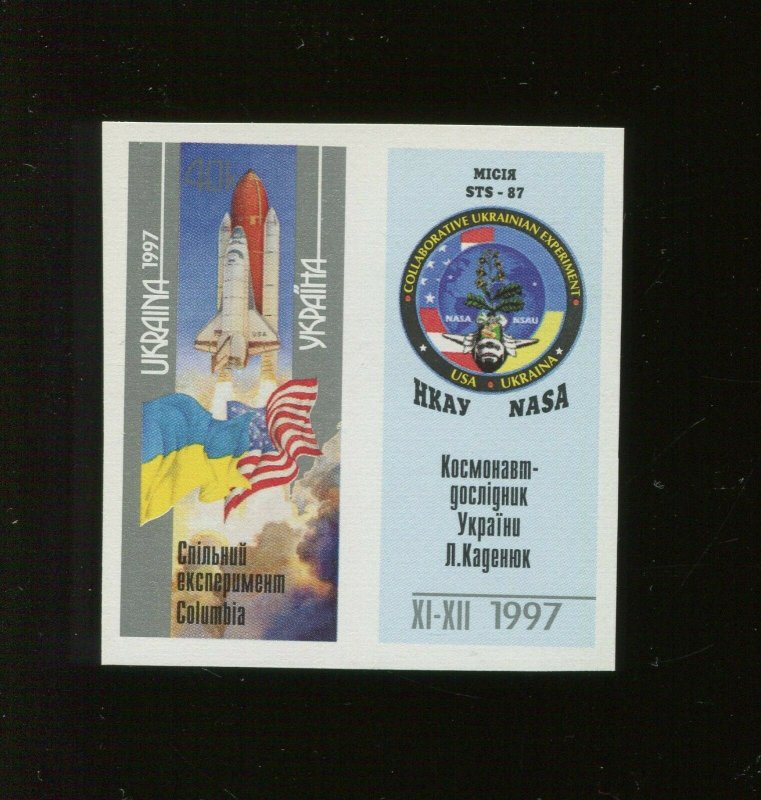 UKRAINA 1997
УКРАЇНА
USA
Спільний
експеримент
Columbia
МІСІЯ
STS - 87
• COLLABORATIVE UKRAINIAN EXPERIMENT •
NASA NSAU
USA • UKRAINA
НКАУ NASA
Космонавт-
дослідник
України
Л.Каденюк
XI-XII 1997